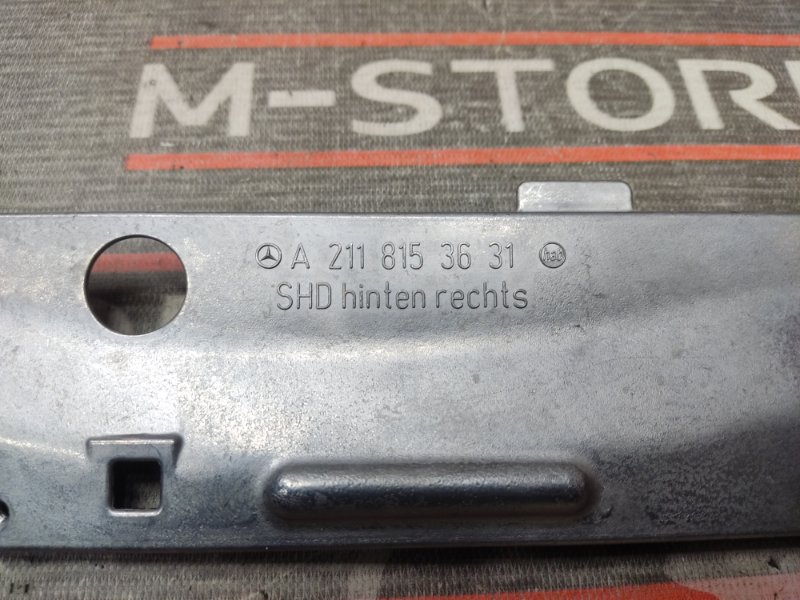 M-STOR
A 211 815 36 31
SHD hinten rechts